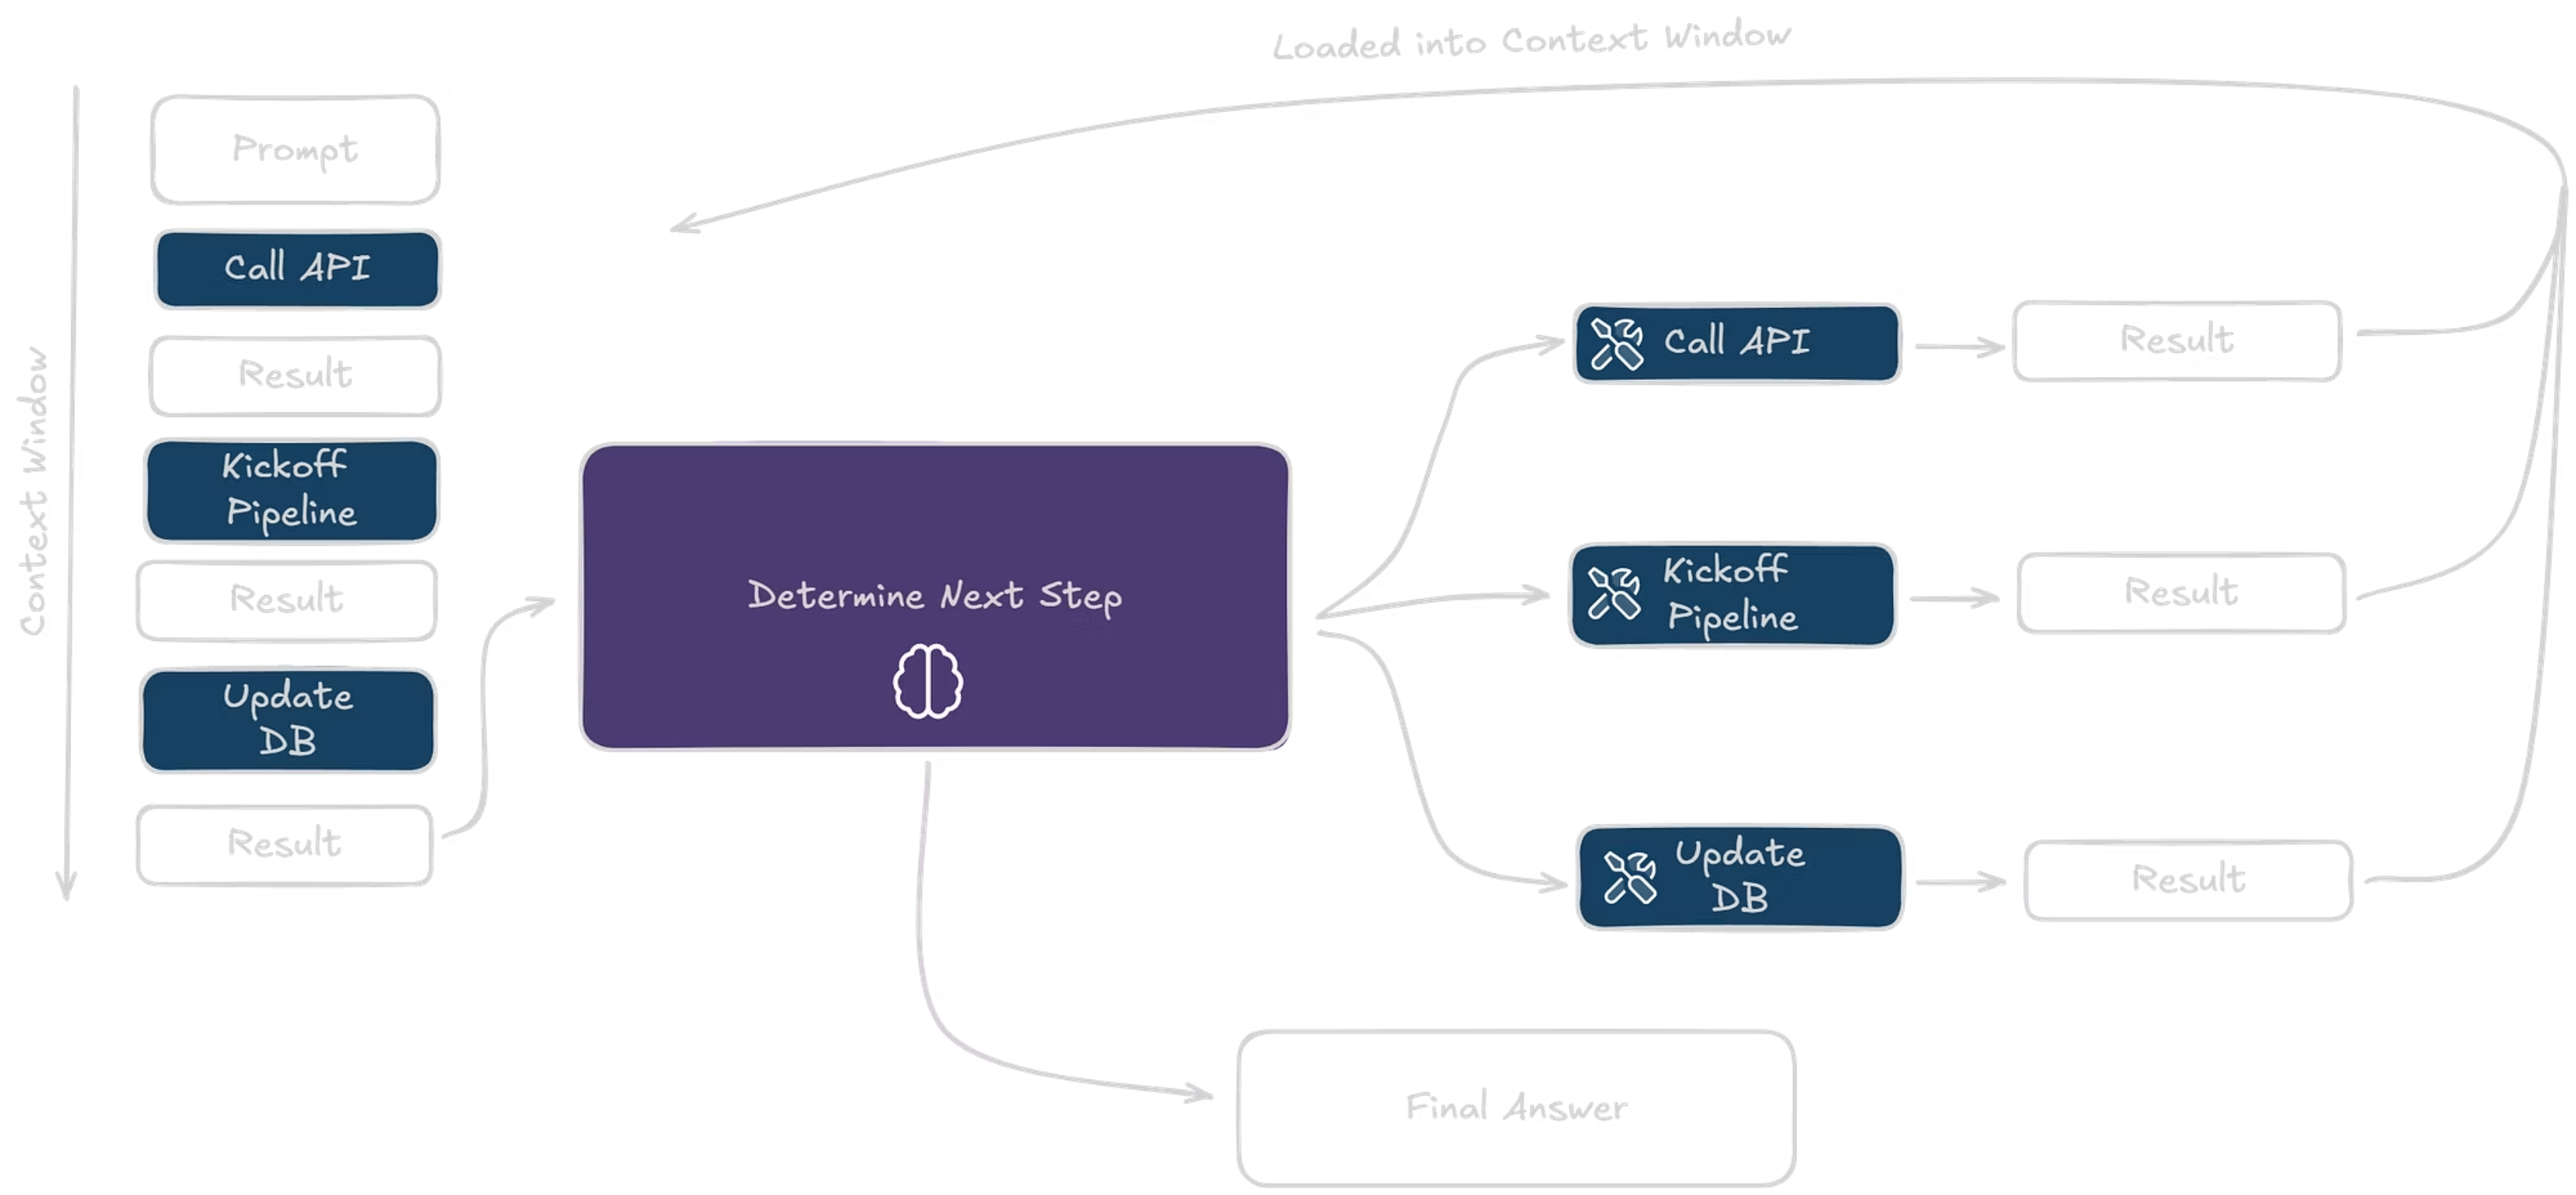 Loaded into Context Window
Context Window
Prompt
Call API
Result
Kickoff
Pipeline
Result
Update
DB
Result
Determine Next Step
Call API
Result
Kickoff
Pipeline
Result
Update
DB
Result
Final Answer